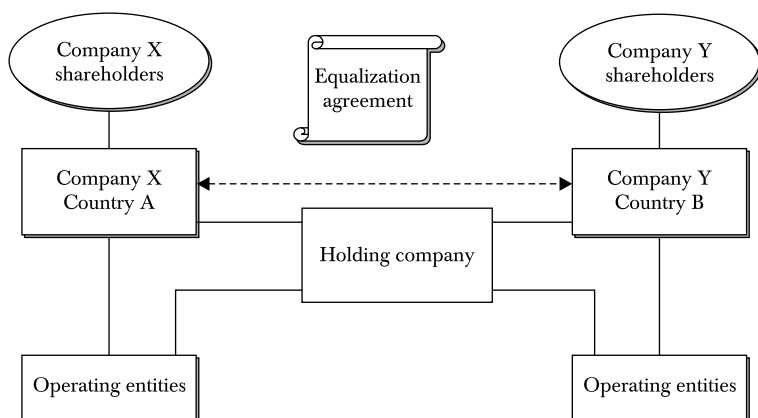 Company X
shareholders
Equalization
agreement
Company Y
shareholders
Company X
Country A
Company Y
Country B
Holding company
Operating entities
Operating entities